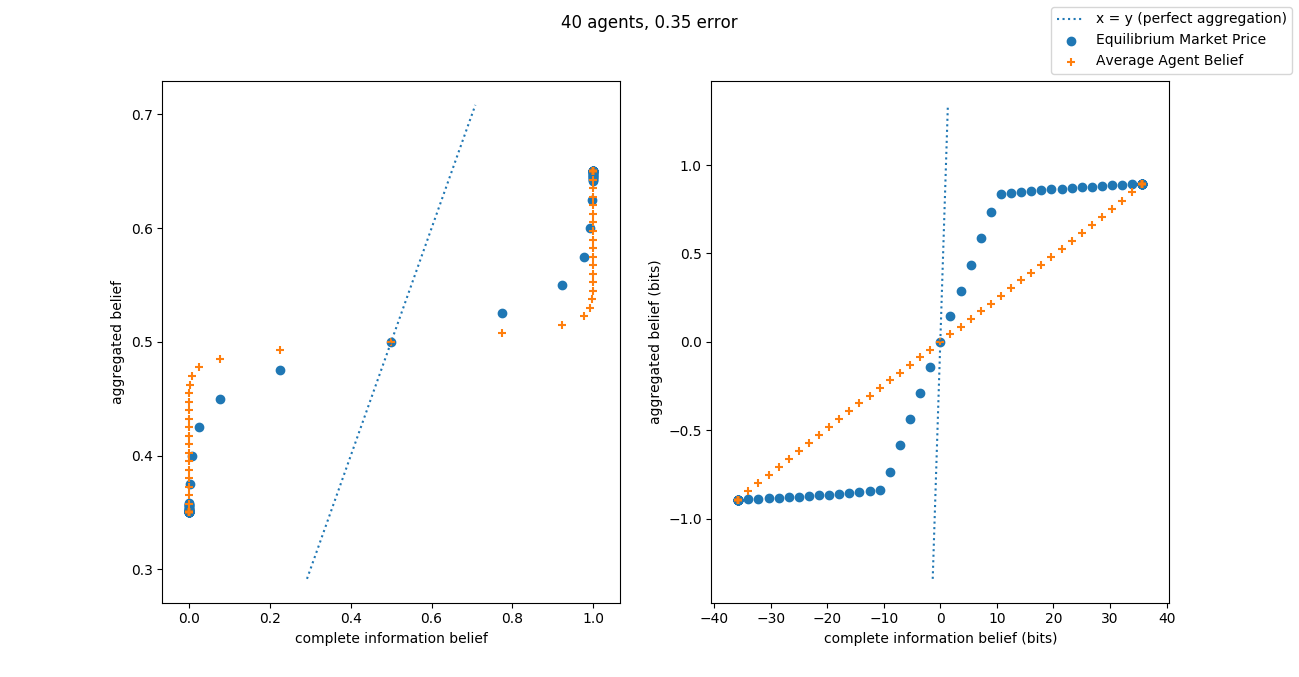 40 agents, 0.35 error
x = y (perfect aggregation)
Equilibrium Market Price
Average Agent Belief
aggregated belief
0.7
0.6
0.5
0.4
0.3
0.0 0.2 0.4 0.6 0.8 1.0
complete information belief
aggregated belief (bits)
1.0
0.5
0.0
−0.5
−1.0
−40 −30 −20 −10 0 10 20 30 40
complete information belief (bits)